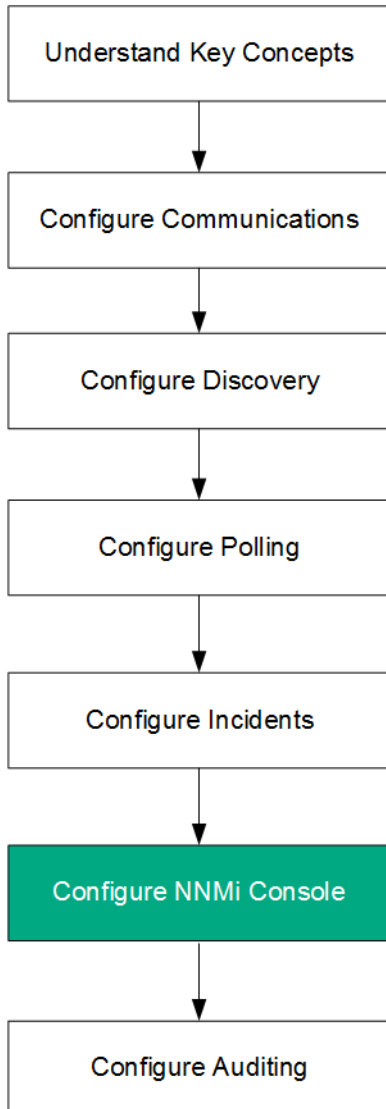 Understand Key Concepts
Configure Communications
Configure Discovery
Configure Polling
Configure Incidents
Configure NNMi Console
Configure Auditing